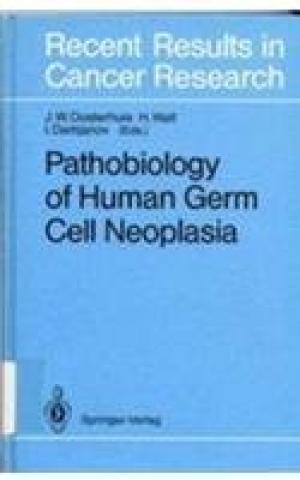 Recent Results in
Cancer Research
J.W. Oosterhuis H. Walt
I. Damjanov (Eds.)
Pathobiology
of Human Germ
Cell Neoplasia
Springer-Verlag